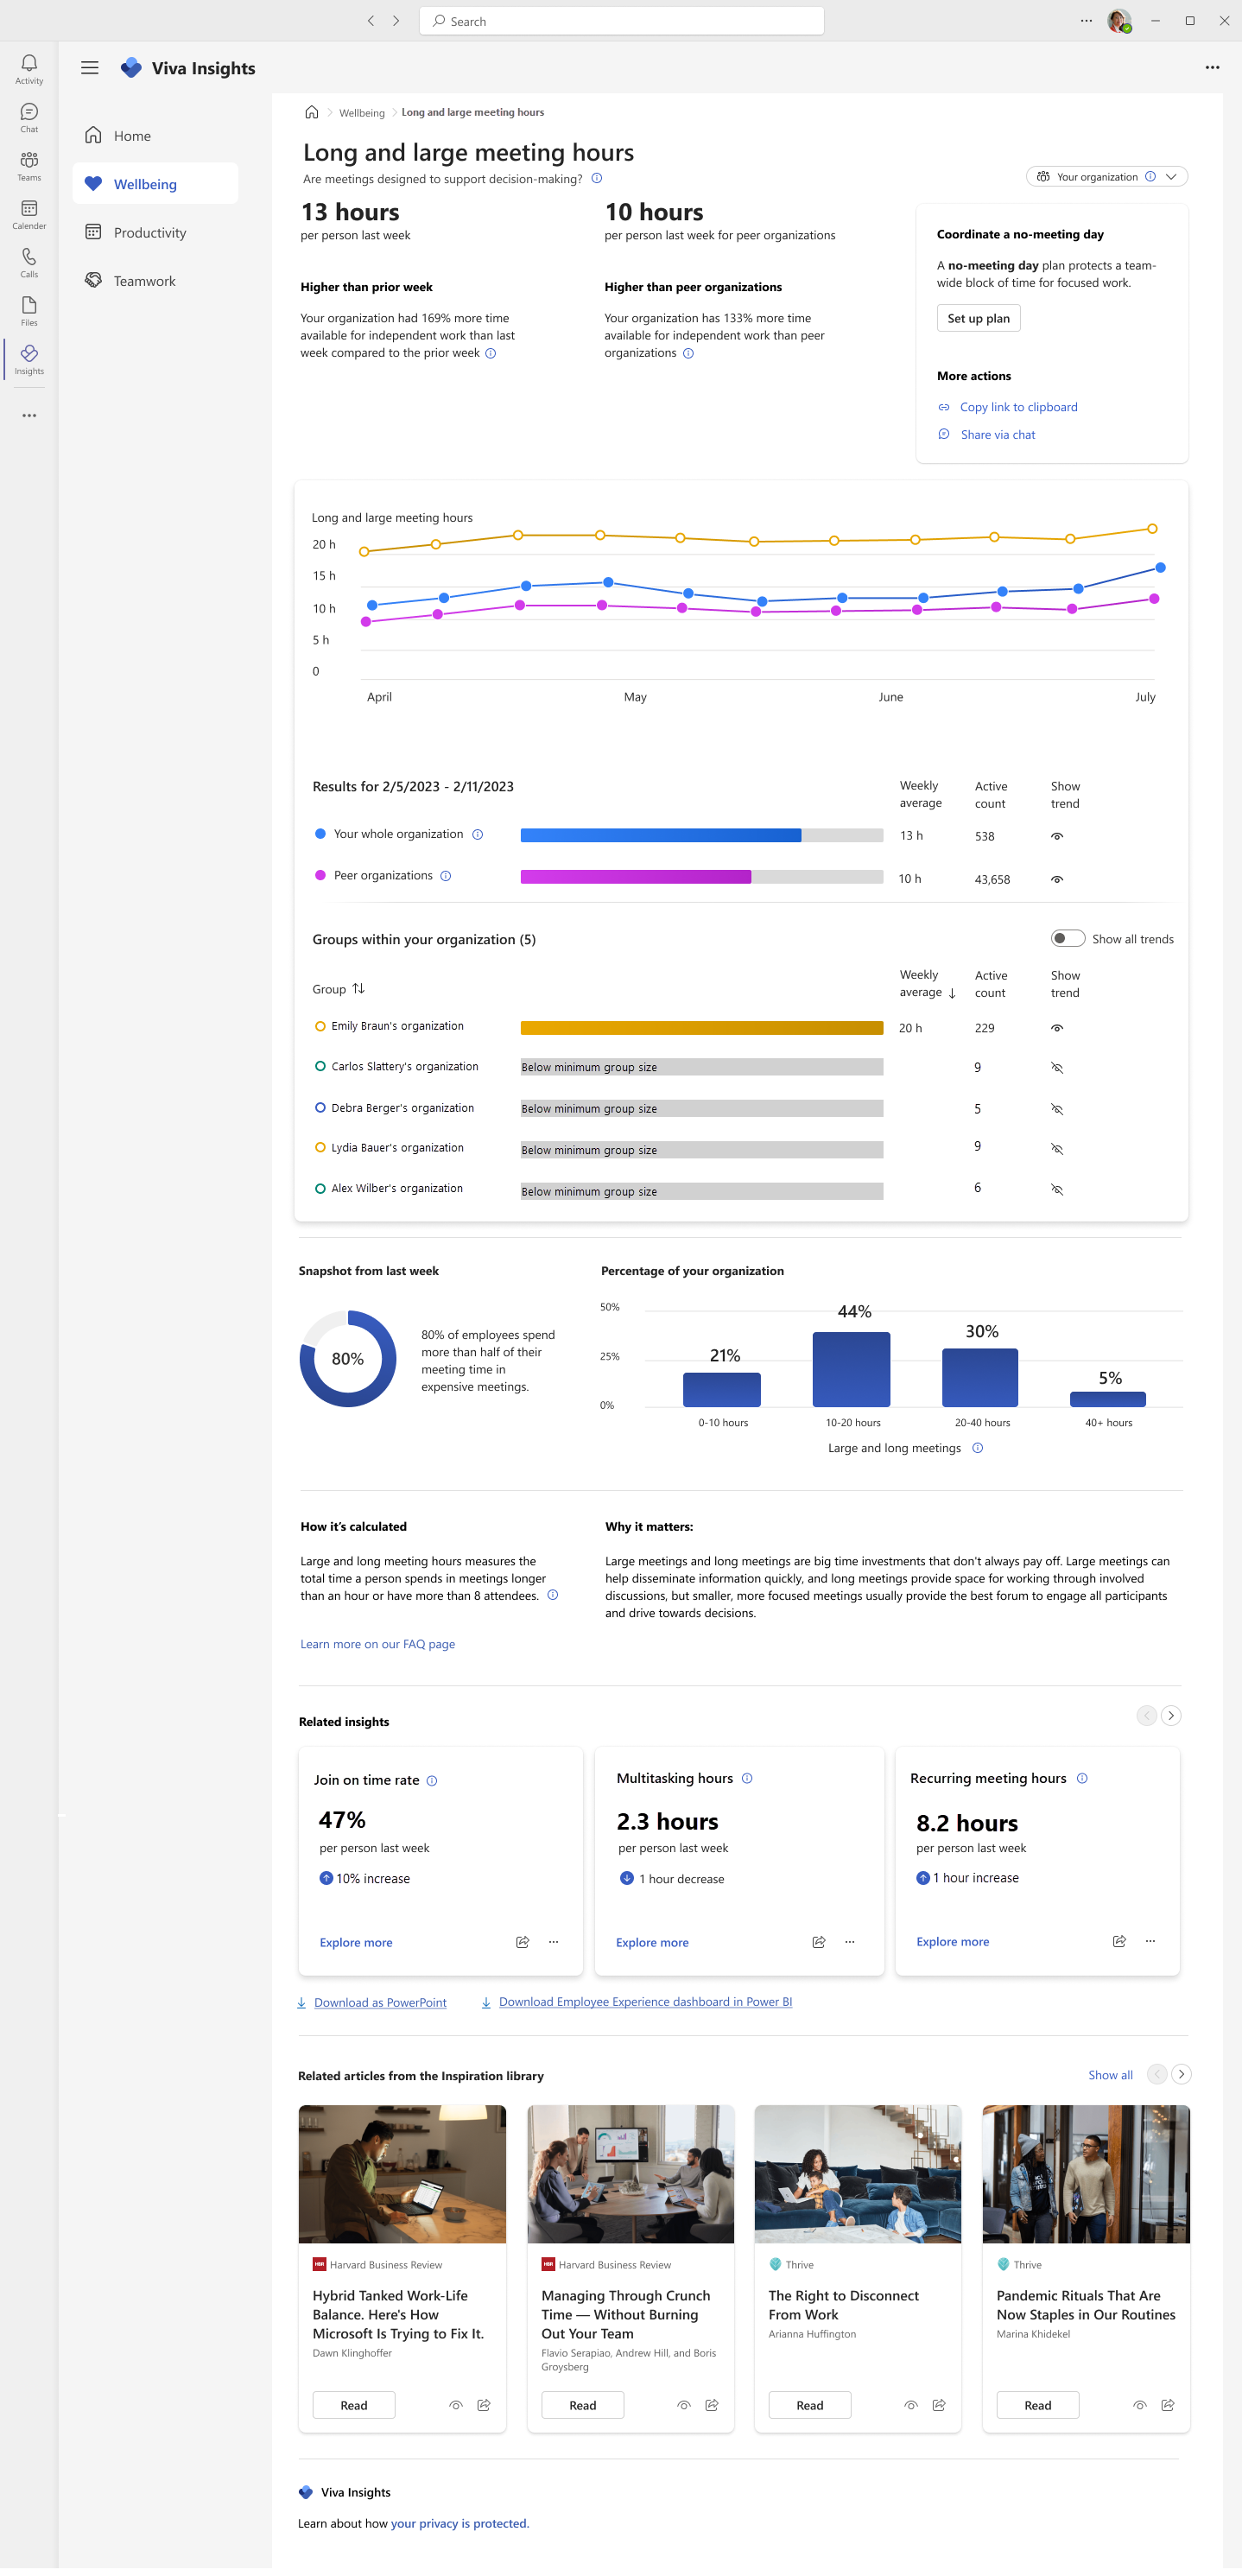 Search
Activity
Chat
Teams
Calender
Calls
Files
Insights
Viva Insights
Home
Wellbeing
Productivity
Teamwork
Wellbeing
Long and large meeting hours
Long and large meeting hours
Are meetings designed to support decision-making?
Your organization
13 hours
per person last week
Higher than prior week
Your organization had 169% more time
available for independent work than last
week compared to the prior week
10 hours
per person last week for peer organizations
Higher than peer organizations
Your organization has 133% more time
available for independent work than peer
organizations
Coordinate a no-meeting day
A no-meeting day plan protects a team-
wide block of time for focused work.
Set up plan
More actions
Copy link to clipboard
Share via chat
Long and large meeting hours
20 h
15 h
10 h
5 h
0
April
May
June
July
Results for 2/5/2023 - 2/11/2023
Weekly
average
Active
count
Show
trend
Your whole organization
13 h
538
Peer organizations
10 h
43,658
Groups within your organization (5)
Show all trends
Group
Weekly
average
Active
count
Show
trend
Emily Braun's organization
20 h
229
Carlos Slattery's organization
Below minimum group size
9
Debra Berger's organization
Below minimum group size
5
Lydia Bauer's organization
Below minimum group size
9
Alex Wilber's organization
Below minimum group size
6
Snapshot from last week
80%
80% of employees spend
more than half of their
meeting time in
expensive meetings.
Percentage of your organization
50%
25%
0%
21%
44%
30%
5%
0-10 hours
10-20 hours
20-40 hours
40+ hours
Large and long meetings
How it's calculated
Large and long meeting hours measures the
total time a person spends in meetings longer
than an hour or have more than 8 attendees.
Learn more on our FAQ page
Why it matters:
Large meetings and long meetings are big time investments that don't always pay off. Large meetings can
help disseminate information quickly, and long meetings provide space for working through involved
discussions, but smaller, more focused meetings usually provide the best forum to engage all participants
and drive towards decisions.
Related insights
Join on time rate
47%
per person last week
10% increase
Explore more
Multitasking hours
2.3 hours
per person last week
1 hour decrease
Explore more
Recurring meeting hours
8.2 hours
per person last week
1 hour increase
Explore more
Download as PowerPoint
Download Employee Experience dashboard in Power BI
Related articles from the Inspiration library
Show all
HBR
Harvard Business Review
Hybrid Tanked Work-Life
Balance. Here's How
Microsoft Is Trying to Fix It.
Dawn Klinghoffer
Read
HBR
Harvard Business Review
Managing Through Crunch
Time — Without Burning
Out Your Team
Flavio Serapiao, Andrew Hill, and Boris
Groysberg
Read
Thrive
The Right to Disconnect
From Work
Arianna Huffington
Read
Thrive
Pandemic Rituals That Are
Now Staples in Our Routines
Marina Khidekel
Read
Viva Insights
Learn about how your privacy is protected.